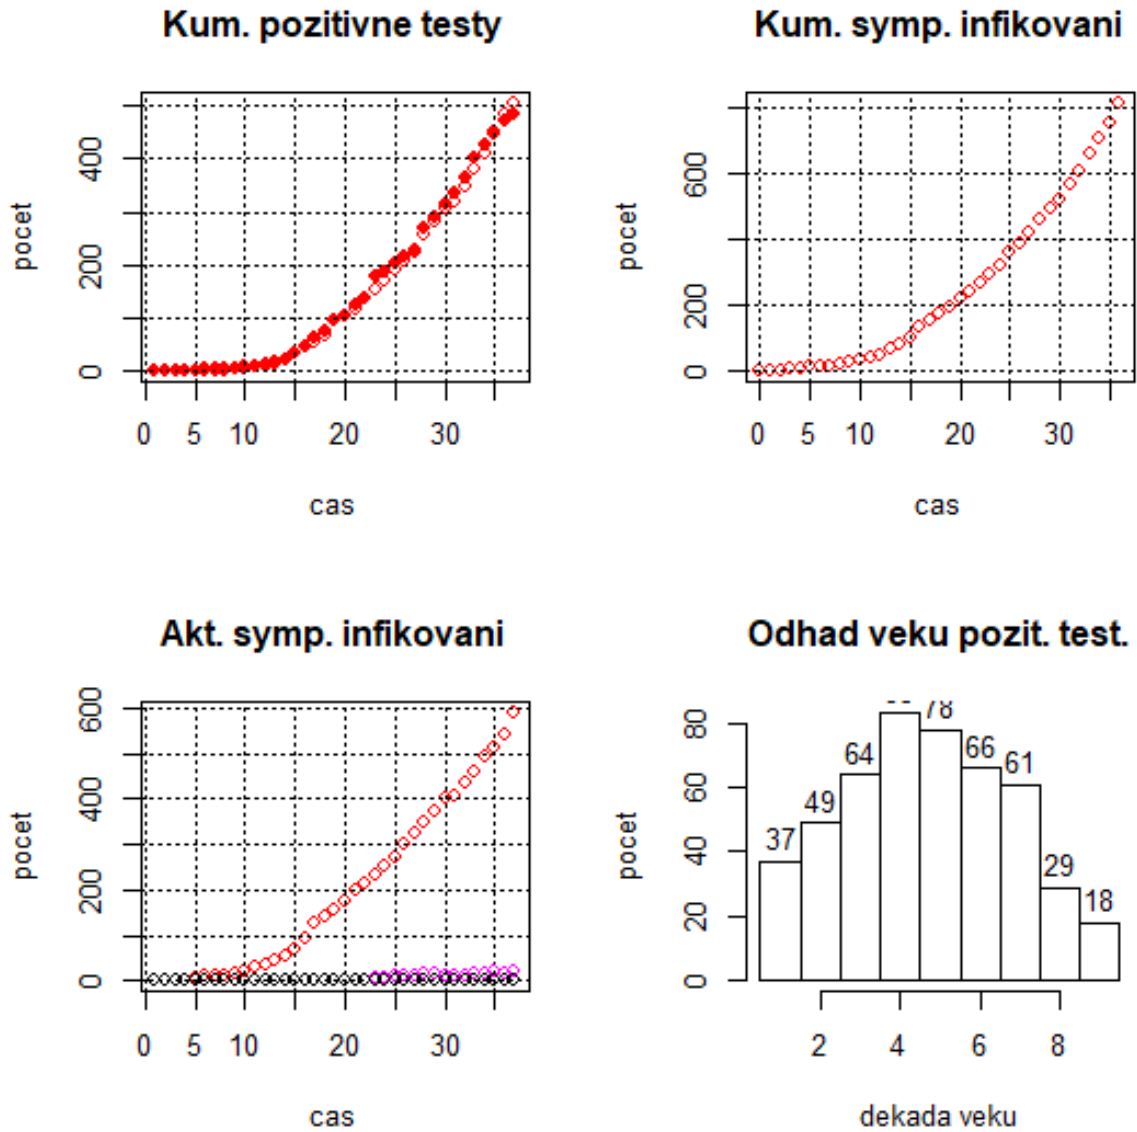 Kum. pozitivne testy
pocet
400
200
0
0 5 10 20 30
cas
Kum. symp. infikovani
pocet
600
200
0
0 5 10 20 30
cas
Akt. symp. infikovani
pocet
600
400
200
0
0 5 10 20 30
cas
Odhad veku pozit. test.
pocet
80
60
40
20
0
37 49 64 78 66 61 29 18
2 4 6 8
dekada veku